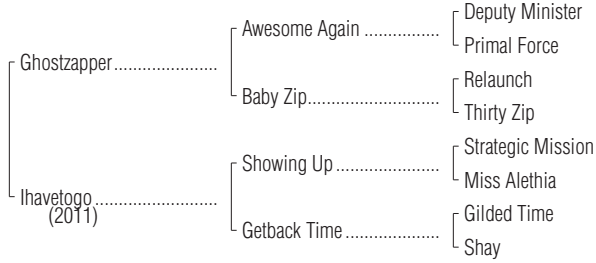 Deputy Minister
Awesome Again ................
Primal Force
Ghostzapper......................
Relaunch
Baby Zip............................
Thirty Zip
Strategic Mission
Showing Up ......................
Miss Alethia
Ihavetogo ..........................
(2011)
Gilded Time
Getback Time ....................
Shay